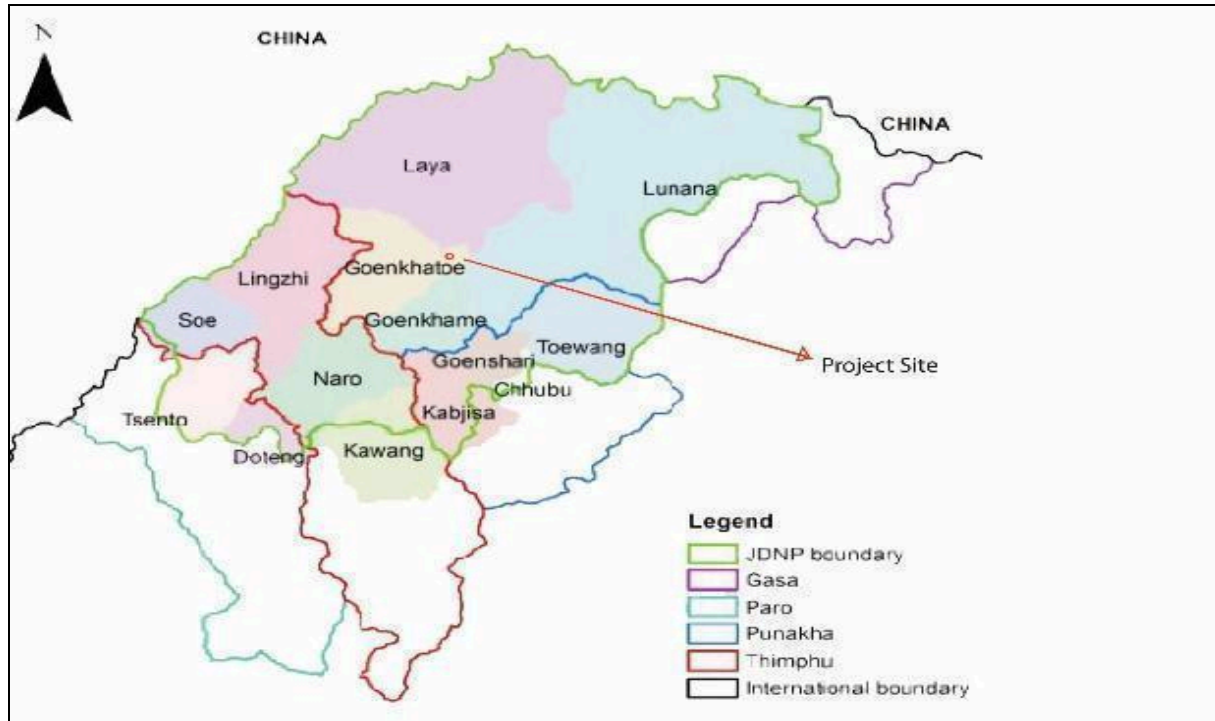 N
CHINA
CHINA
Laya
Lunana
Lingzhi
Goenkhatoe
Soe
Goenkhame
Toewang
Goenshari
Project Site
Naro
Chhubu
Tsento
Kabjisa
Doteng
Kawang
Legend
JDNP boundary
Gasa
Paro
Punakha
Thimphu
International boundary